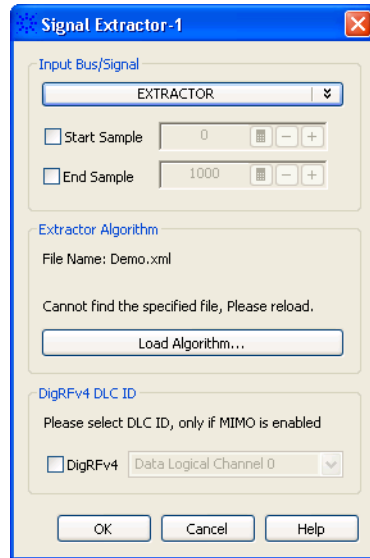 Signal Extractor-1
Input Bus/Signal
EXTRACTOR
Start Sample 0
End Sample 1000
Extractor Algorithm
File Name: Demo.xml
Cannot find the specified file, Please reload.
Load Algorithm...
DigRFv4 DLC ID
Please select DLC ID, only if MIMO is enabled
DigRFv4 Data Logical Channel 0
OK Cancel Help